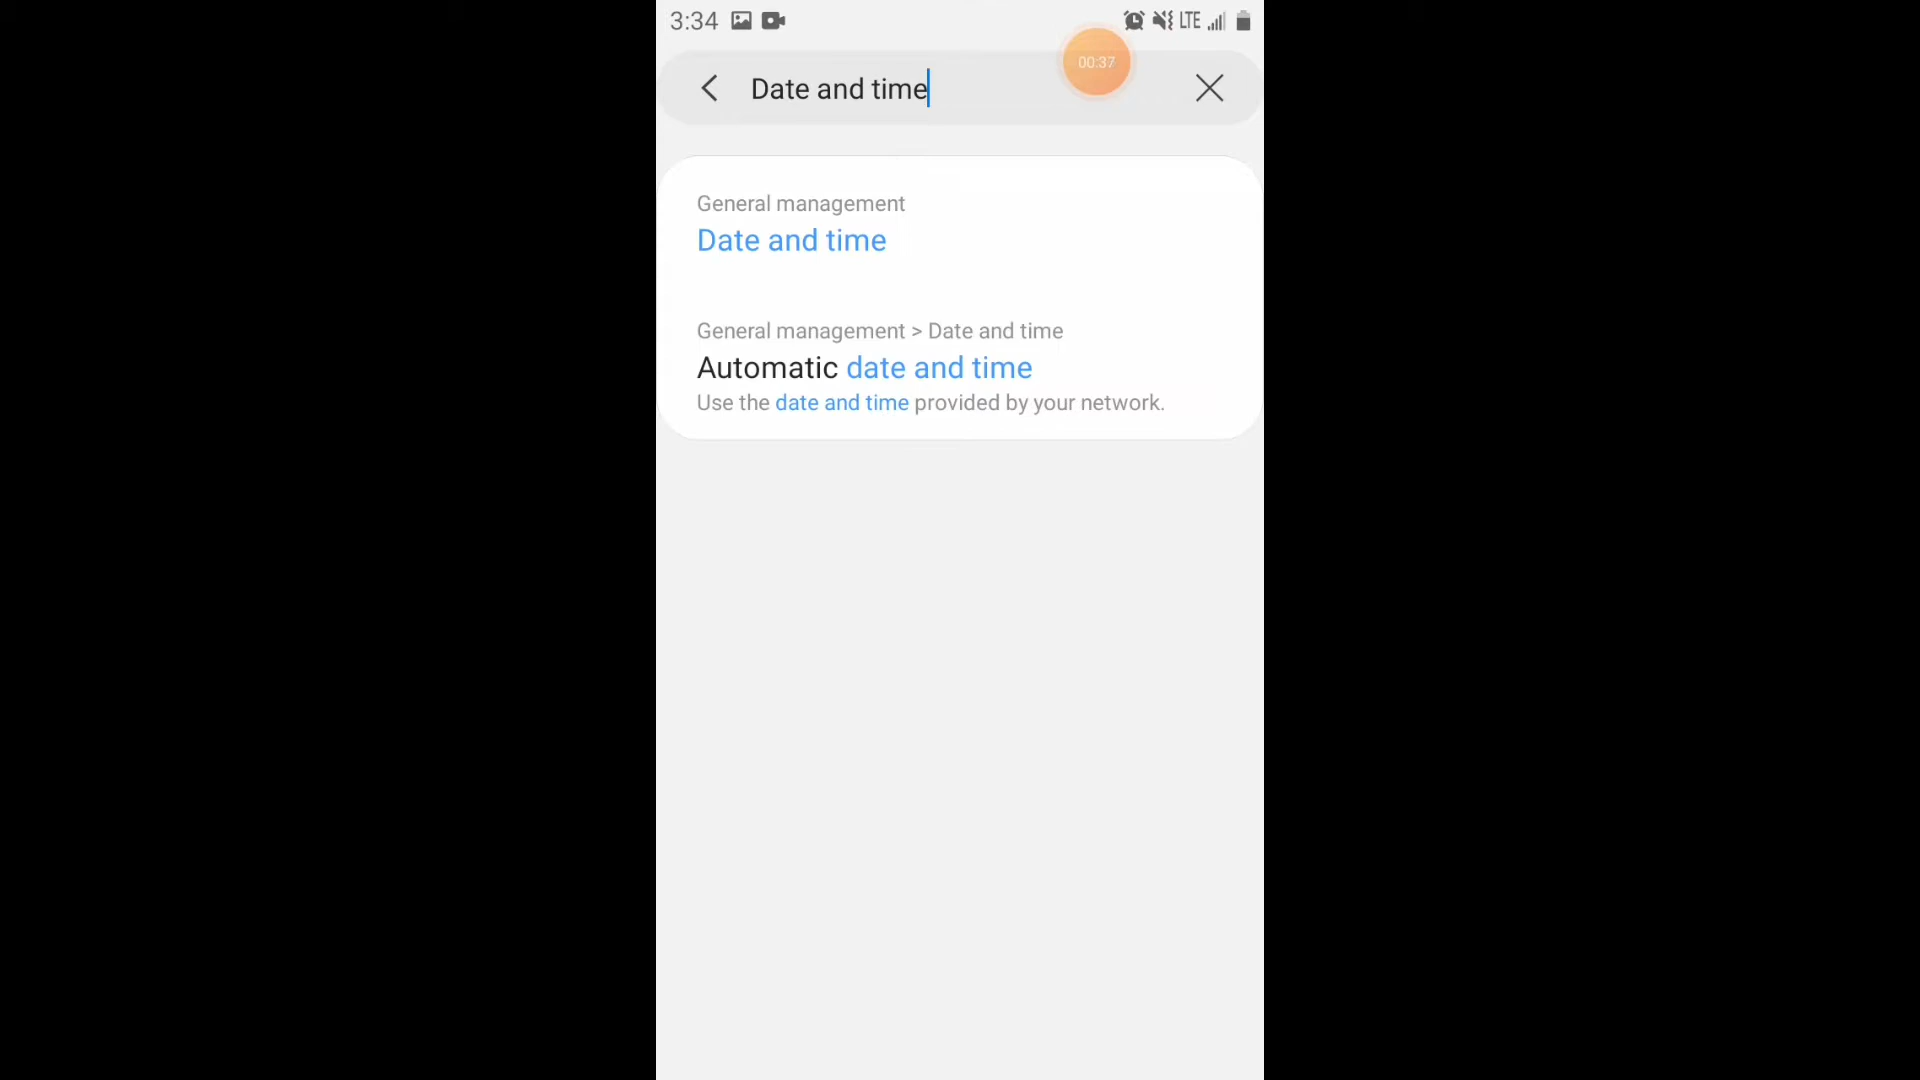 3:34 LTE
00:37
Date and time
General management
Date and time
General management > Date and time
Automatic date and time
Use the date and time provided by your network.